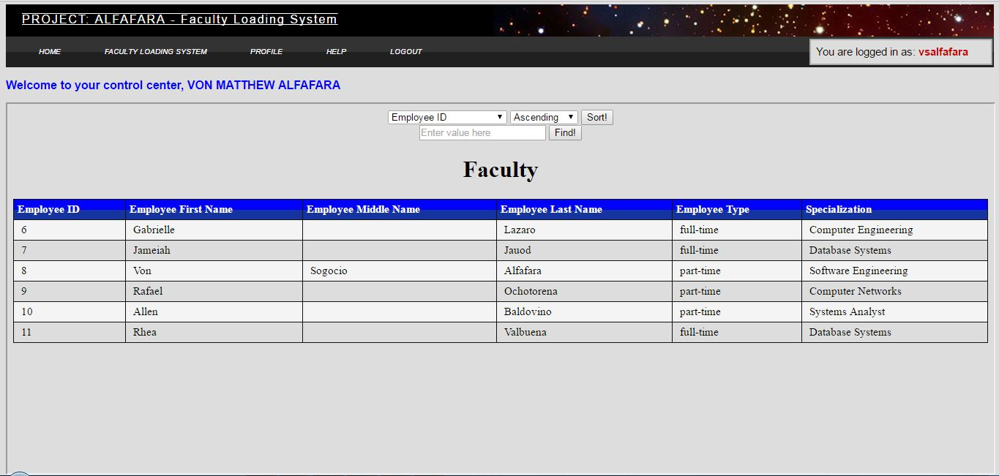 PROJECT: ALFAFARA - Faculty Loading System
HOME FACULTY LOADING SYSTEM PROFILE HELP LOGOUT
You are logged in as: vsalfafara
Welcome to your control center, VON MATTHEW ALFAFARA
Employee ID Ascending Sort!
Enter value here Find!
Faculty
Employee ID Employee First Name Employee Middle Name Employee Last Name Employee Type Specialization
6 Gabrielle Lazaro full-time Computer Engineering
7 Jameiah Jauod full-time Database Systems
8 Von Sogocio Alfafara part-time Software Engineering
9 Rafael Ochotorena part-time Computer Networks
10 Allen Baldovino part-time Systems Analyst
11 Rhea Valbuena full-time Database Systems